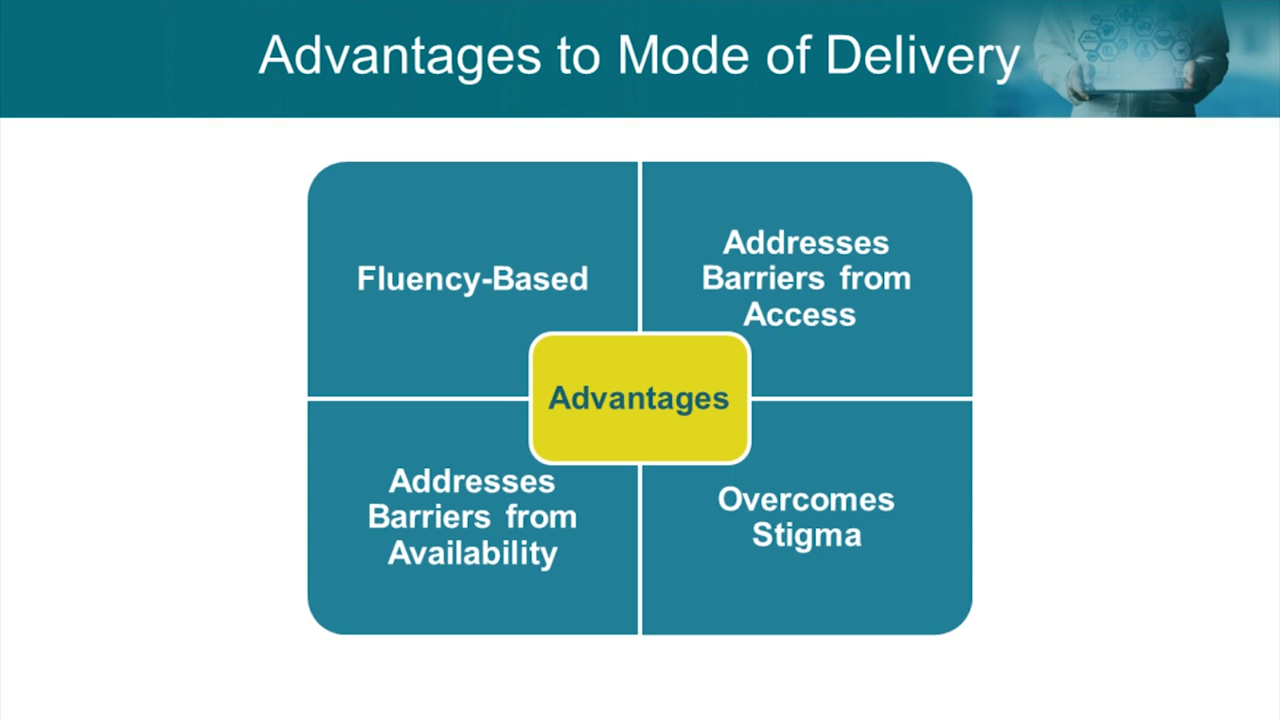 Advantages to Mode of Delivery
Fluency-Based
Addresses
Barriers from
Access
Advantages
Addresses
Barriers from
Availability
Overcomes
Stigma